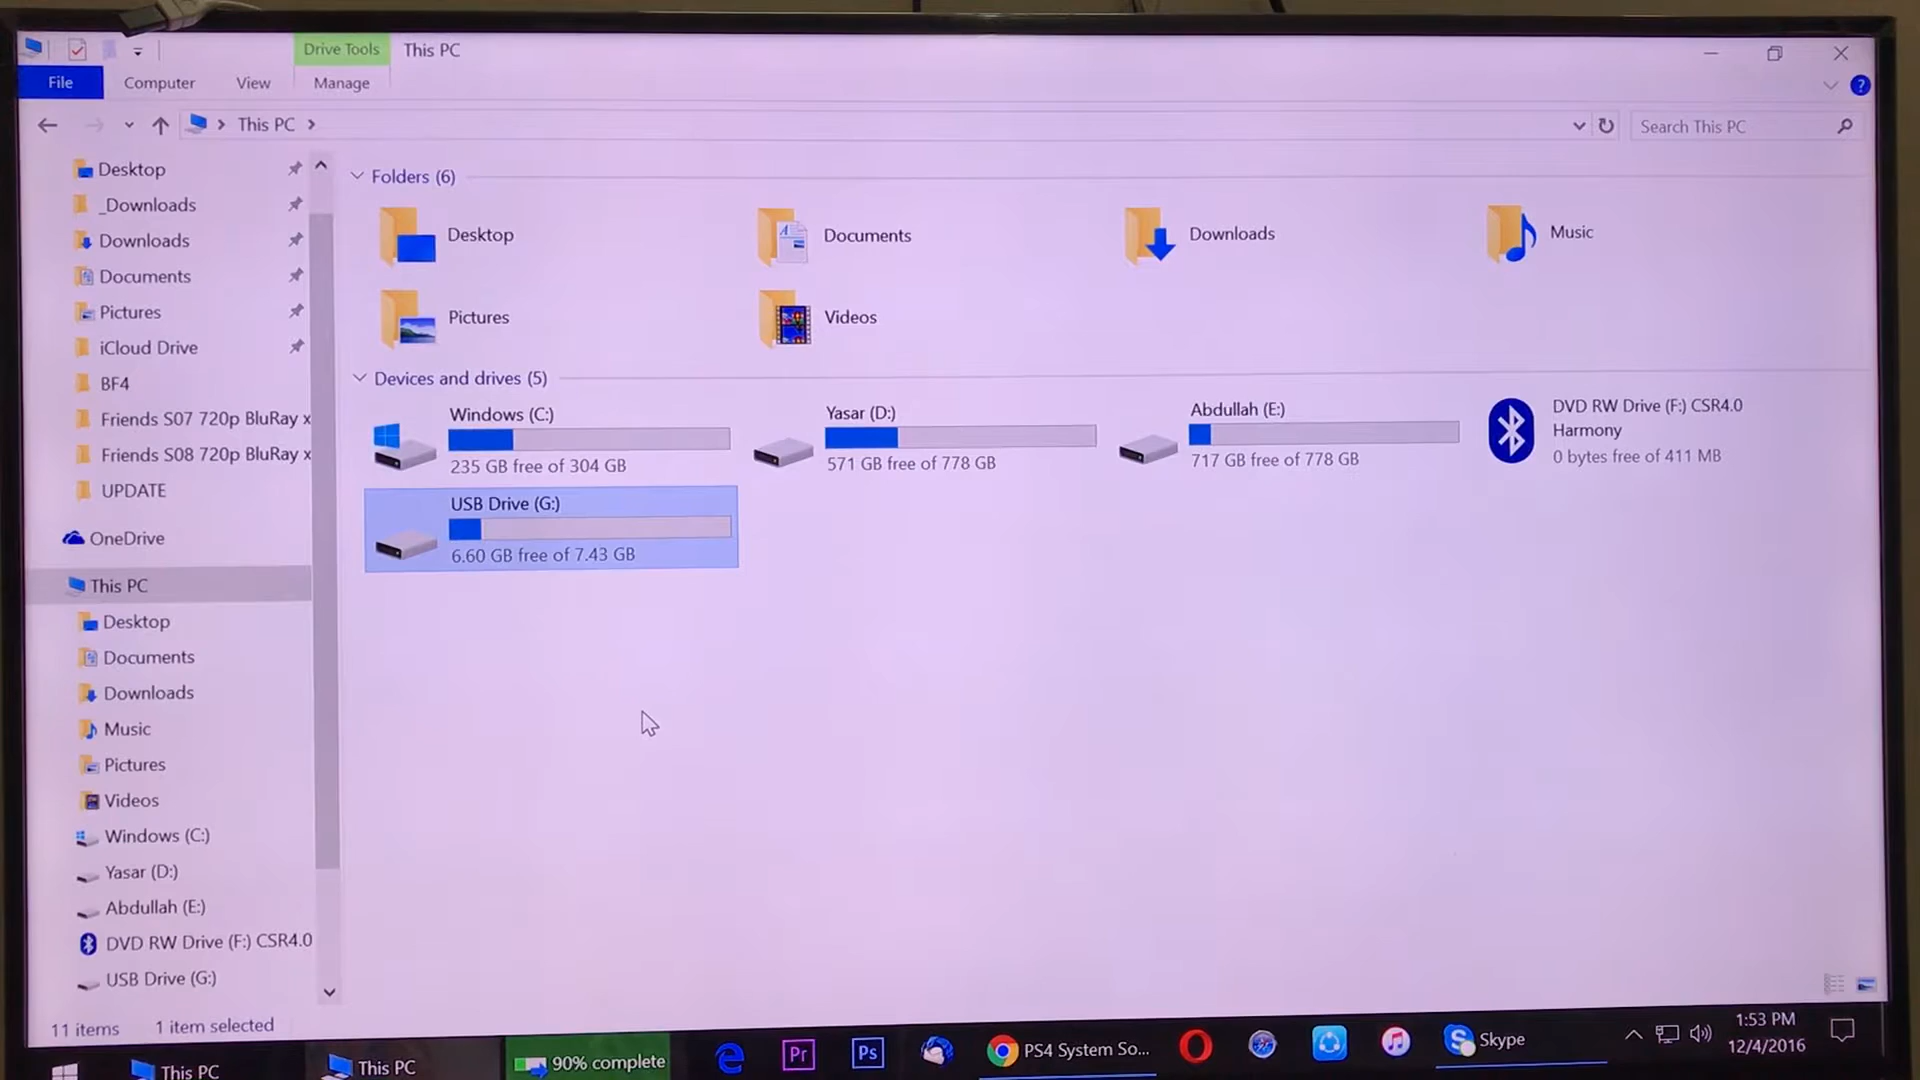 Drive Tools This PC
File Computer View Manage
This PC
Search This PC
Desktop
_Downloads
Downloads
Documents
Pictures
iCloud Drive
BF4
Friends S07 720p BluRay x
Friends S08 720p BluRay x
UPDATE
OneDrive
This PC
Desktop
Documents
Downloads
Music
Pictures
Videos
Windows (C:)
Yasar (D:)
Abdullah (E:)
DVD RW Drive (F:) CSR4.0
USB Drive (G:)
Folders (6)
Desktop
Documents
Downloads
Music
Pictures
Videos
Devices and drives (5)
Windows (C:)
235 GB free of 304 GB
Yasar (D:)
571 GB free of 778 GB
Abdullah (E:)
717 GB free of 778 GB
DVD RW Drive (F:) CSR4.0
Harmony
0 bytes free of 411 MB
USB Drive (G:)
6.60 GB free of 7.43 GB
11 items 1 item selected
This PC
This PC
90% complete
Pr
Ps
PS4 System So...
Skype
1:53 PM
12/4/2016